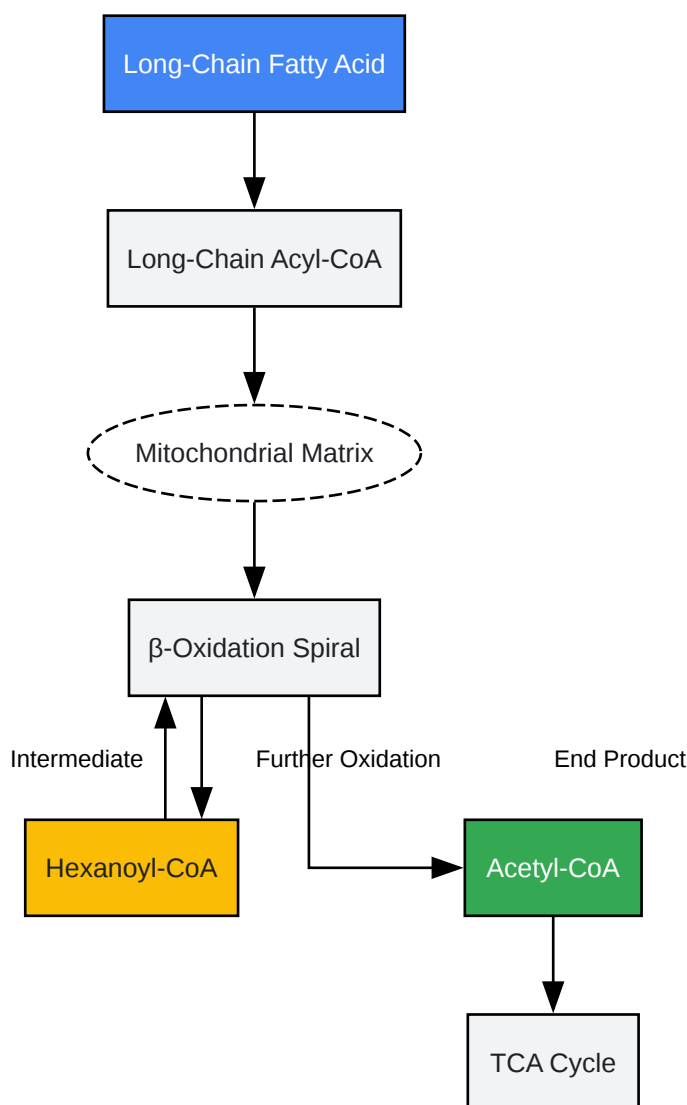 Long-Chain Fatty Acid
Long-Chain Acyl-CoA
Mitochondrial Matrix
β-Oxidation Spiral
Intermediate
Further Oxidation
End Product
Hexanoyl-CoA
Acetyl-CoA
TCA Cycle